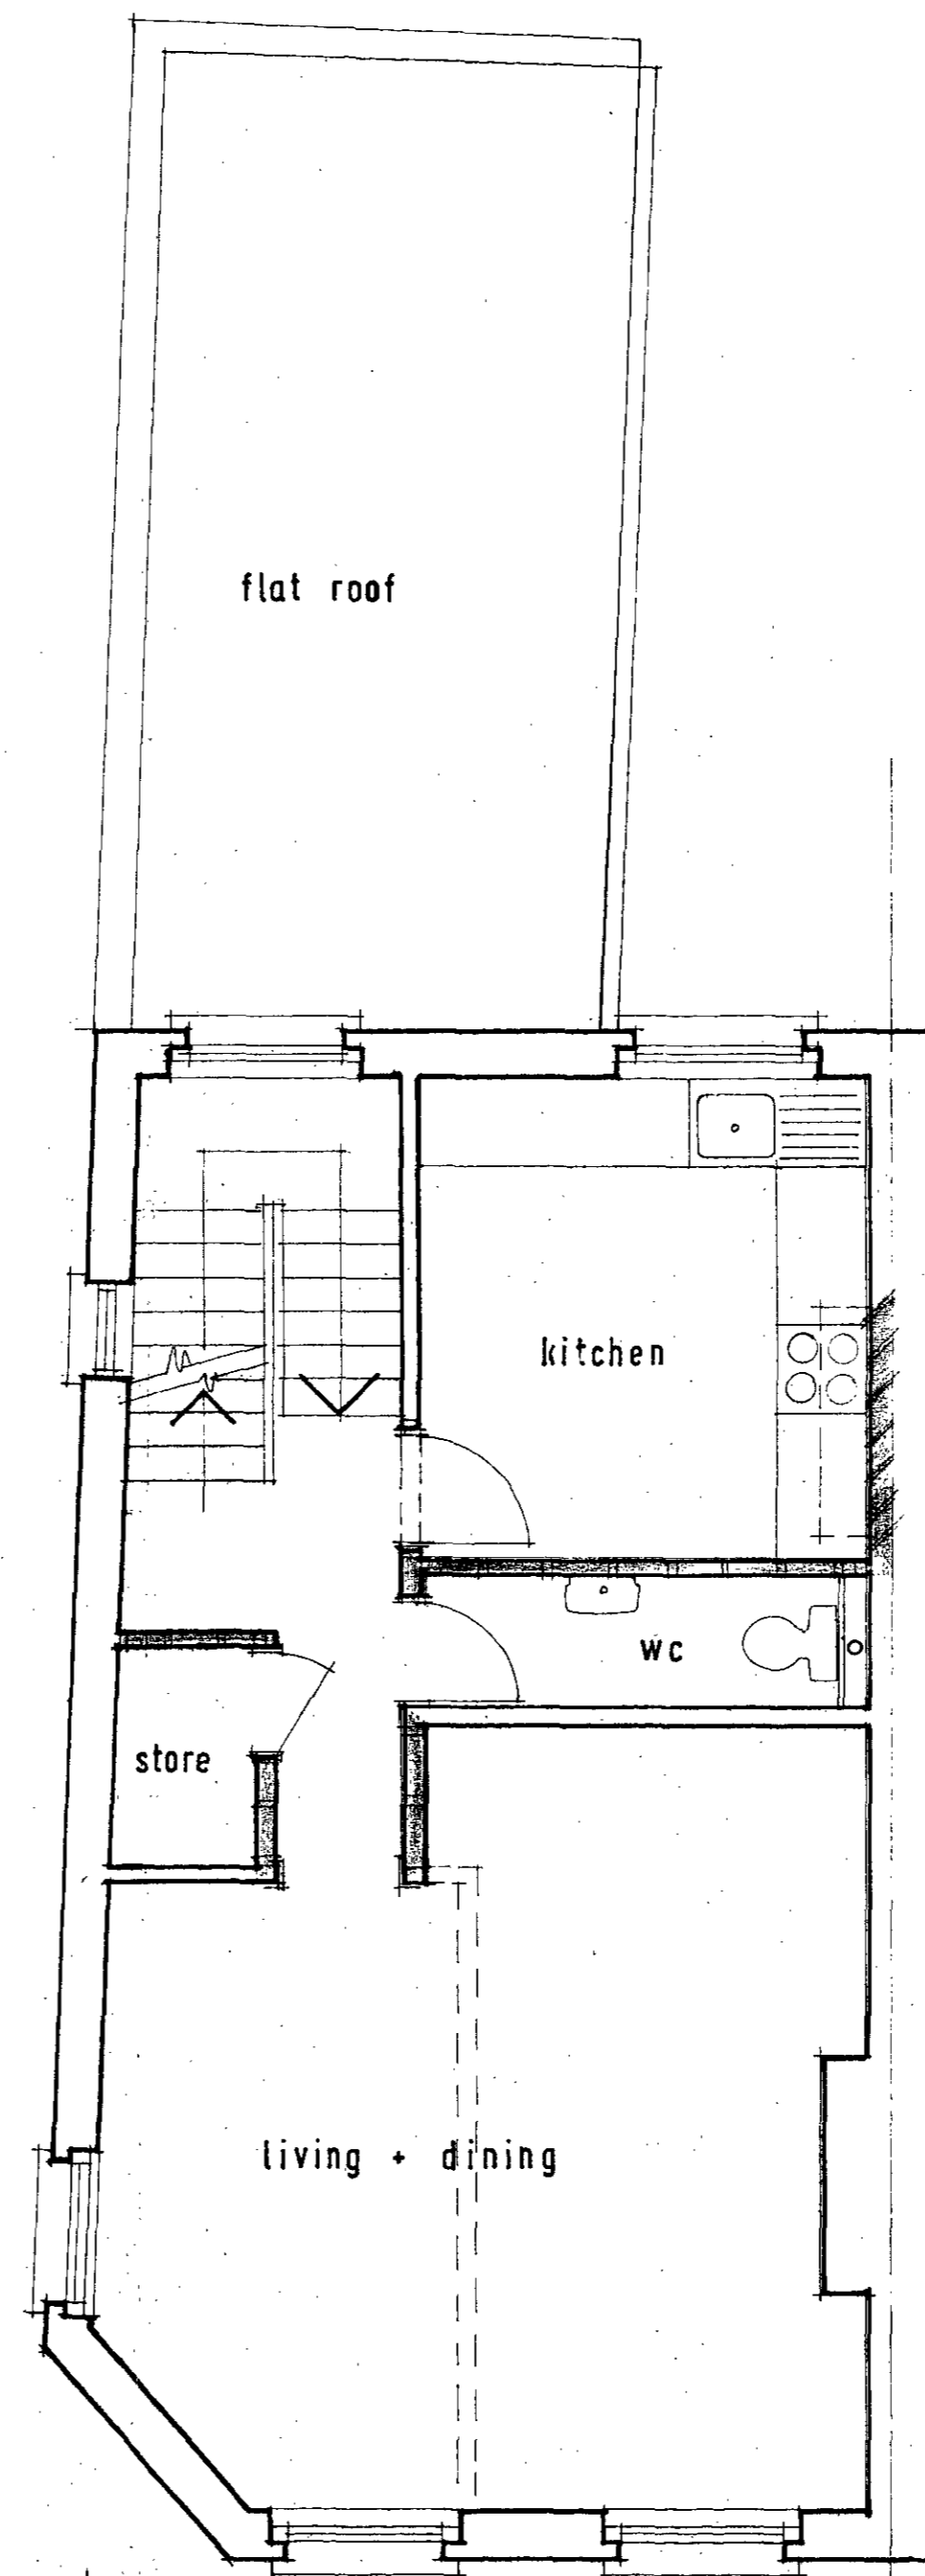 flat roof
kitchen
wc
store
living + dining